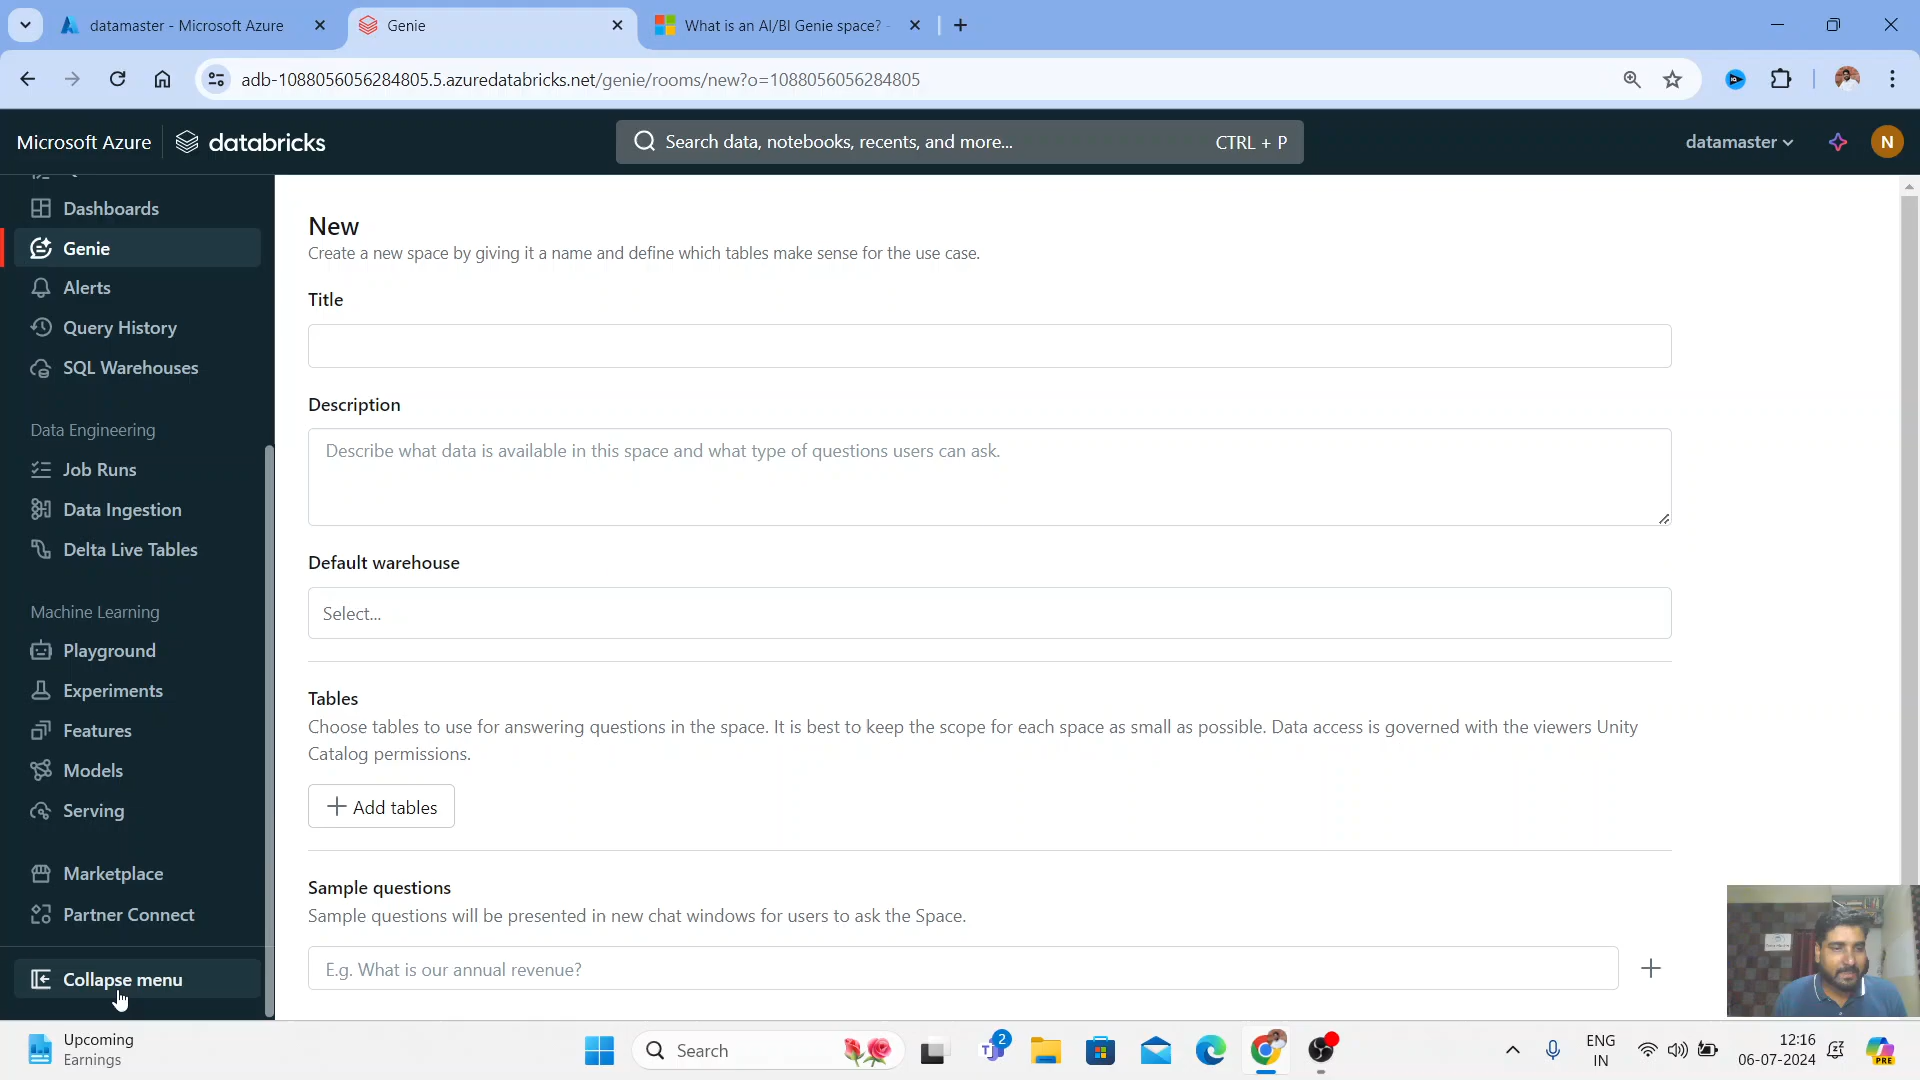 datamaster - Microsoft Azure
Genie
What is an AI/BI Genie space? -
adb-1088056056284805.5.azuredatabricks.net/genie/rooms/new?o=1088056056284805
Microsoft Azure
databricks
Search data, notebooks, recents, and more...
CTRL + P
datamaster
N
Dashboards
Genie
Alerts
Query History
SQL Warehouses
Data Engineering
Job Runs
Data Ingestion
Delta Live Tables
Machine Learning
Playground
Experiments
Features
Models
Serving
Marketplace
Partner Connect
Collapse menu
New
Create a new space by giving it a name and define which tables make sense for the use case.
Title
Description
Describe what data is available in this space and what type of questions users can ask.
Default warehouse
Select...
Tables
Choose tables to use for answering questions in the space. It is best to keep the scope for each space as small as possible. Data access is governed with the viewers Unity
Catalog permissions.
Add tables
Sample questions
Sample questions will be presented in new chat windows for users to ask the Space.
E.g. What is our annual revenue?
Upcoming
Earnings
Search
2
ENG
IN
12:16
06-07-2024
PRE